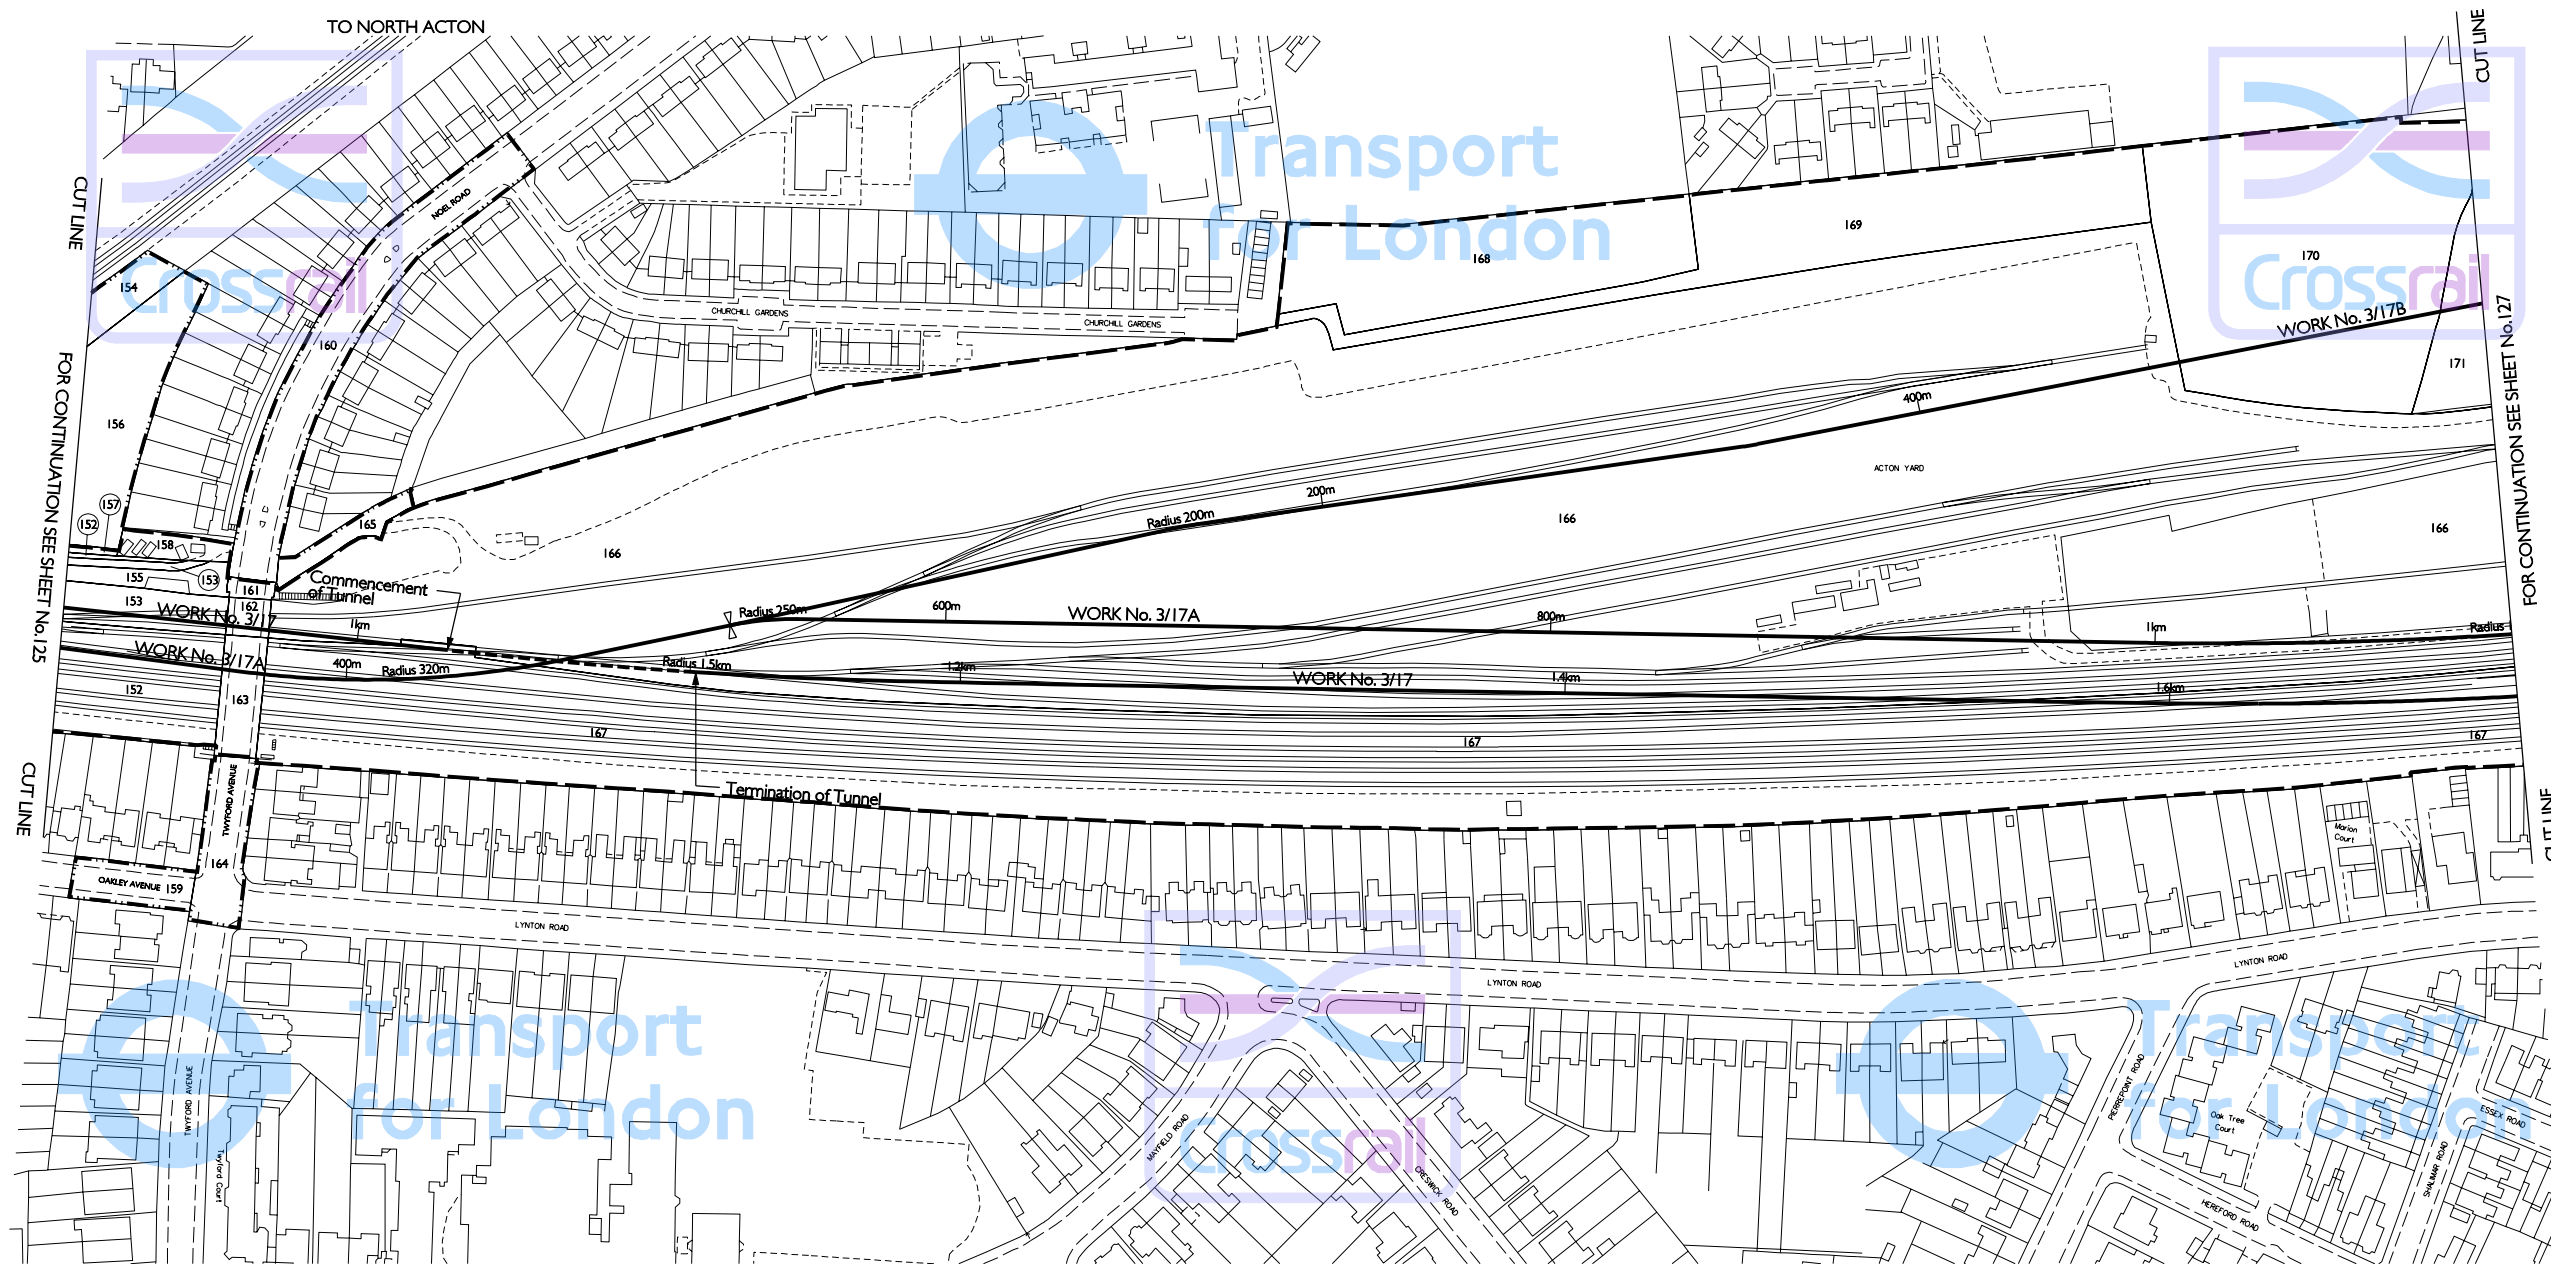 TO NORTH ACTON
CUT LINE
CUT LINE
Crossrail
Transport
for London
Crossrail
NOEL ROAD
154
156
160
CHURCHILL GARDENS
CHURCHILL GARDENS
168
169
170
171
WORK No. 3/17B
FOR CONTINUATION SEE SHEET No.125
FOR CONTINUATION SEE SHEET No.127
400m
ACTON YARD
200m
Radius 200m
166
166
166
157
152
158
165
155
153
153
161
162
Commencement
of Tunnel
WORK No. 3/17
1km
Radius 250m
600m
WORK No. 3/17A
800m
1km
Radius
WORK No. 3/17A
400m
Radius 320m
Radius 1.5km
1.2km
WORK No. 3/17
1.4km
1.6km
152
163
167
167
167
Termination of Tunnel
CUT LINE
CUT LINE
TWYFORD AVENUE
164
OAKLEY AVENUE 159
Marion
Court
LYNTON ROAD
LYNTON ROAD
LYNTON ROAD
Transport
for London
Crossrail
Transport
for London
TWYFORD AVENUE
Twyford Court
MAYFIELD ROAD
CRESWICK ROAD
PIERREPOINT ROAD
Oak Tree
Court
HEREFORD ROAD
SHALIMAR ROAD
ESSEX ROAD